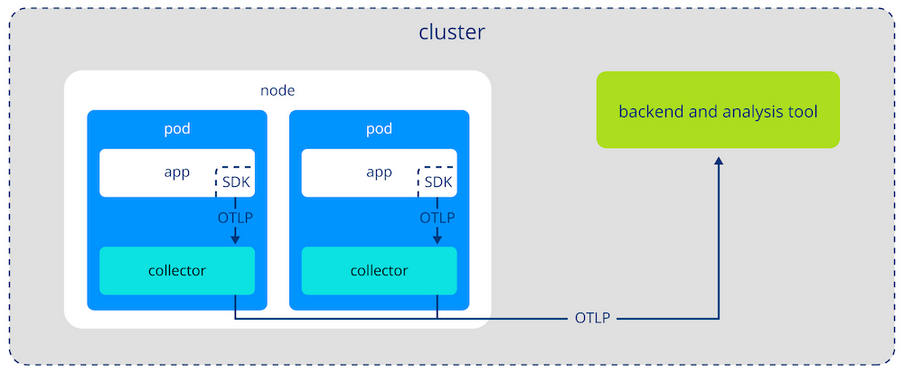 cluster
node
backend and analysis tool
pod
pod
app
SDK
app
SDK
OTLP
OTLP
collector
collector
OTLP